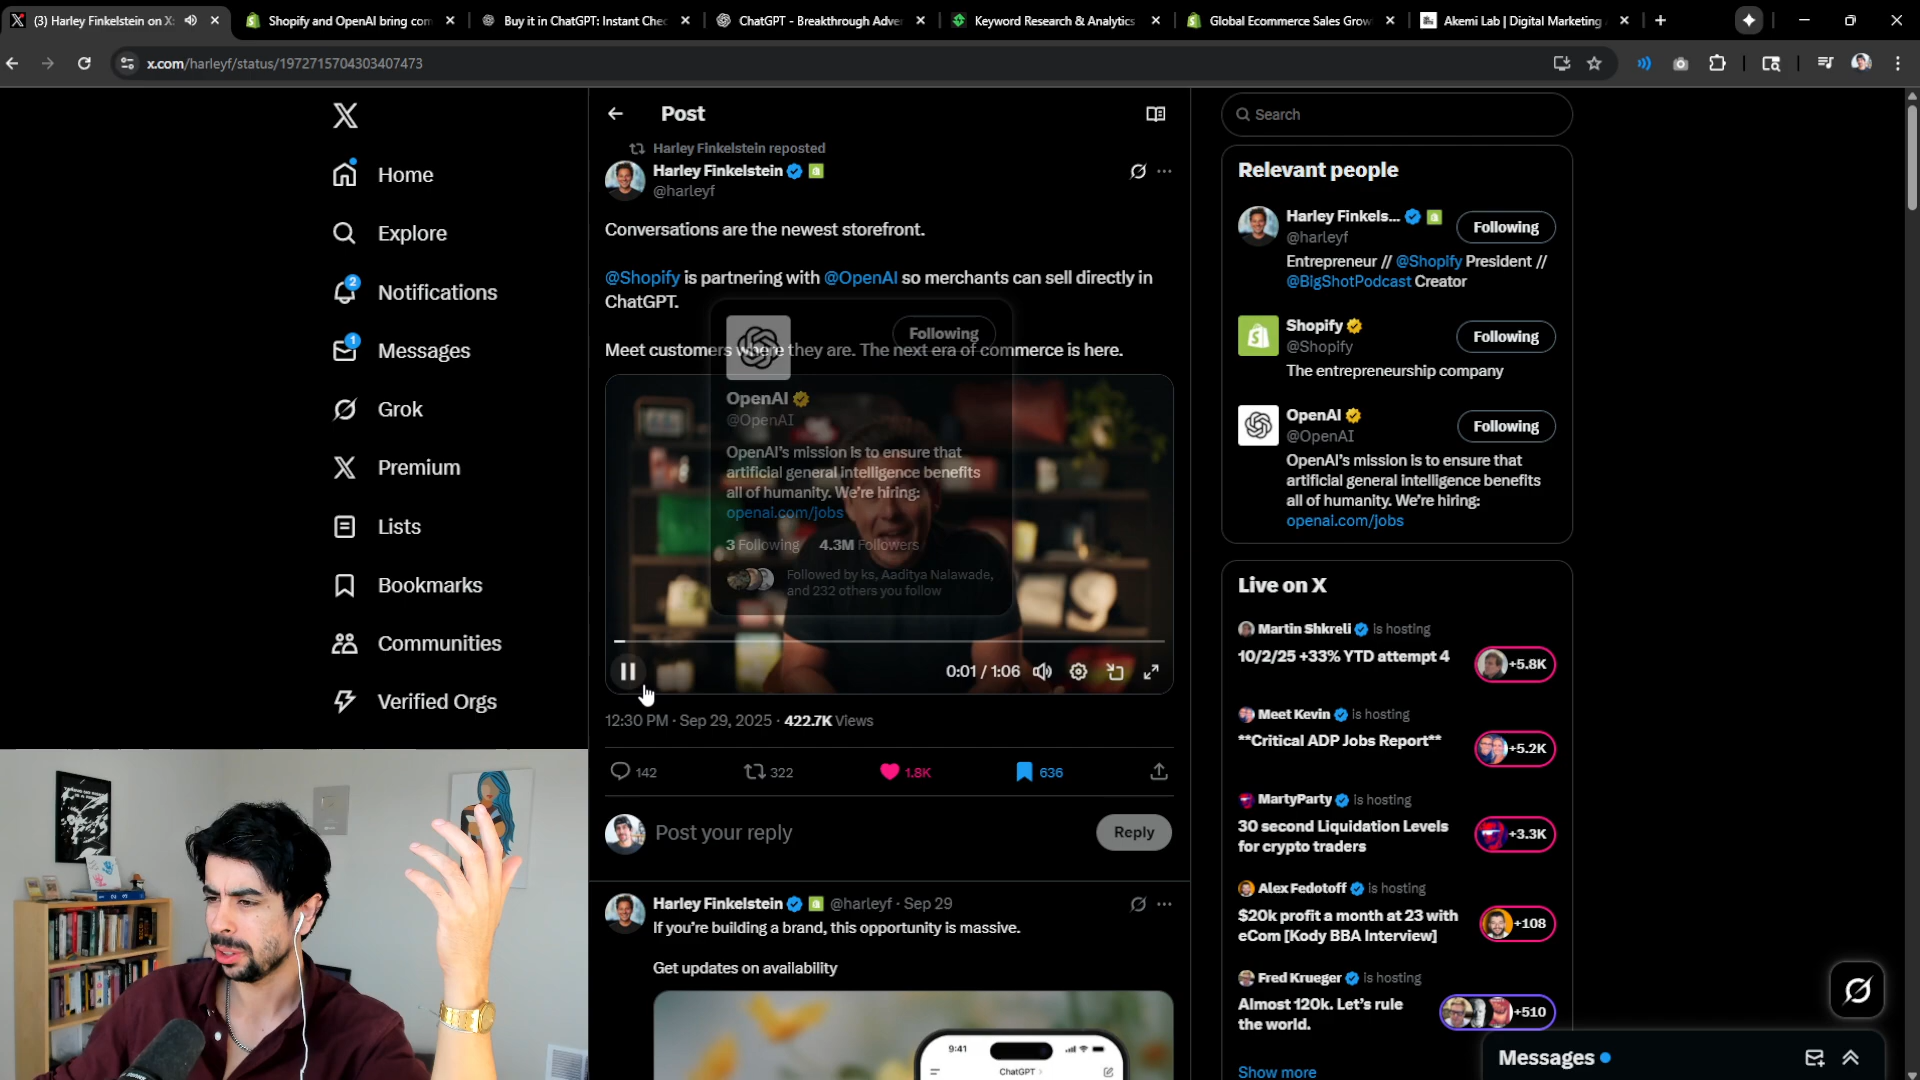 (3) Harley Finkelstein on X:
Shopify and OpenAI bring com
Buy it in ChatGPT: Instant Chec
ChatGPT - Breakthrough Adve
Keyword Research & Analytics
Global Ecommerce Sales Grow
Akemi Lab | Digital Marketing
x.com/harleyf/status/1972715704303407473
Home
Explore
2
Notifications
1
Messages
Grok
Premium
Lists
Bookmarks
Communities
Verified Orgs
Post
Harley Finkelstein reposted
Harley Finkelstein
@harleyf
Conversations are the newest storefront.
@Shopify is partnering with @OpenAI so merchants can sell directly in
ChatGPT.
Meet customers where they are. The next era of commerce is here.
Following
OpenAI
@OpenAI
OpenAI's mission is to ensure that
artificial general intelligence benefits
all of humanity. We're hiring:
openai.com/jobs
3 Following 4.3M Followers
Followed by ks, Aaditya Nalawade,
and 232 others you follow
0:01 / 1:06
12:30 PM · Sep 29, 2025 · 422.7K Views
142
322
1.8K
636
Post your reply
Reply
Harley Finkelstein @harleyf · Sep 29
If you're building a brand, this opportunity is massive.
Get updates on availability
9:41
ChatGPT
Search
Relevant people
Harley Finkels...
@harleyf
Following
Entrepreneur // @Shopify President //
@BigShotPodcast Creator
Shopify
@Shopify
Following
The entrepreneurship company
OpenAI
@OpenAI
Following
OpenAI's mission is to ensure that
artificial general intelligence benefits
all of humanity. We're hiring:
openai.com/jobs
Live on X
Martin Shkreli is hosting
10/2/25 +33% YTD attempt 4
+5.8K
Meet Kevin is hosting
**Critical ADP Jobs Report**
+5.2K
MartyParty is hosting
30 second Liquidation Levels
for crypto traders
+3.3K
Alex Fedotoff is hosting
$20k profit a month at 23 with
eCom [Kody BBA Interview]
+108
Fred Krueger is hosting
Almost 120k. Let's rule
the world.
+510
Show more
Messages